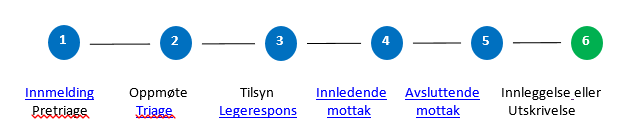 1 2 3 4 5 6
Innmelding Oppmøte Tilsyn Innledende Avsluttende Innleggelse eller
Pretriage Triage Legerespons mottak mottak Utskrivelse